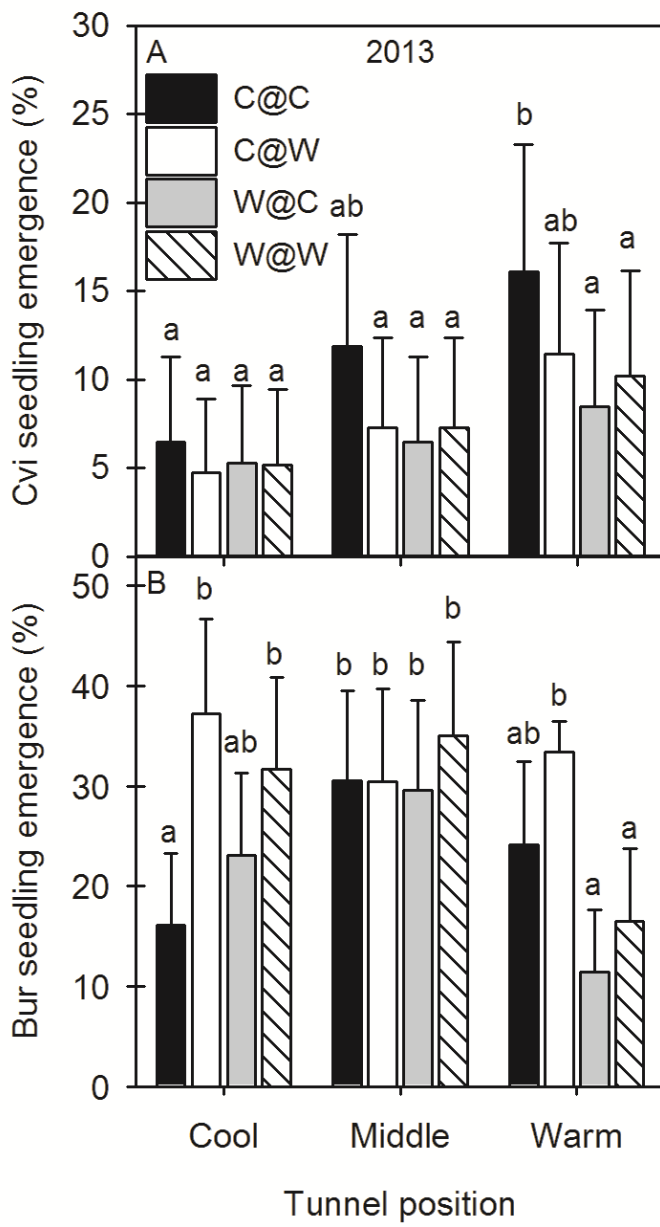 30
A
2013
C@C
C@W
W@C
W@W
25
20
15
10
5
0
Cvi seedling emergence (%)
a a a a
ab a a a
b ab a a
B
50
40
30
20
10
0
Bur seedling emergence (%)
a b ab b
b b b b
ab b a a
Cool Middle Warm
Tunnel position